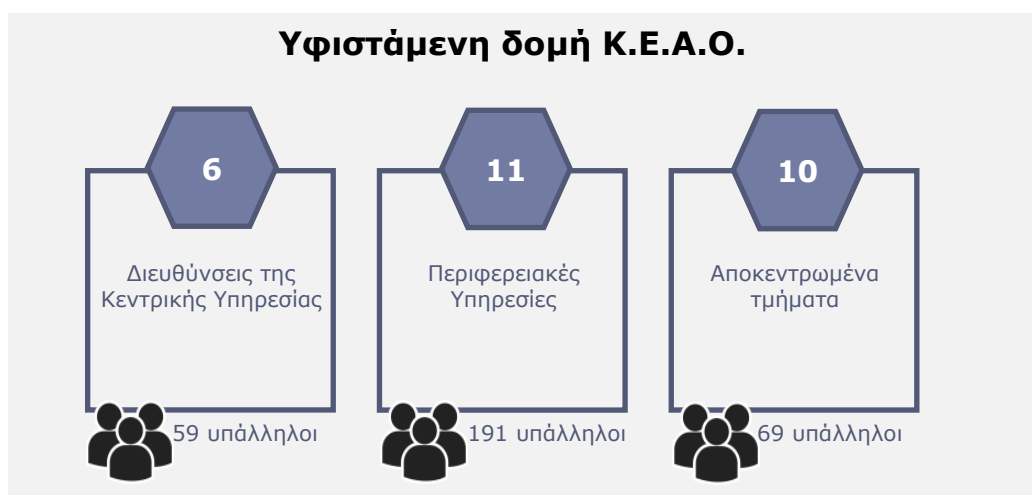 Υφιστάμενη δομή Κ.Ε.Α.Ο.
6
Διευθύνσεις της
Κεντρικής Υπηρεσίας
59 υπάλληλοι
11
Περιφερειακές
Υπηρεσίες
191 υπάλληλοι
10
Αποκεντρωμένα
τμήματα
69 υπάλληλοι